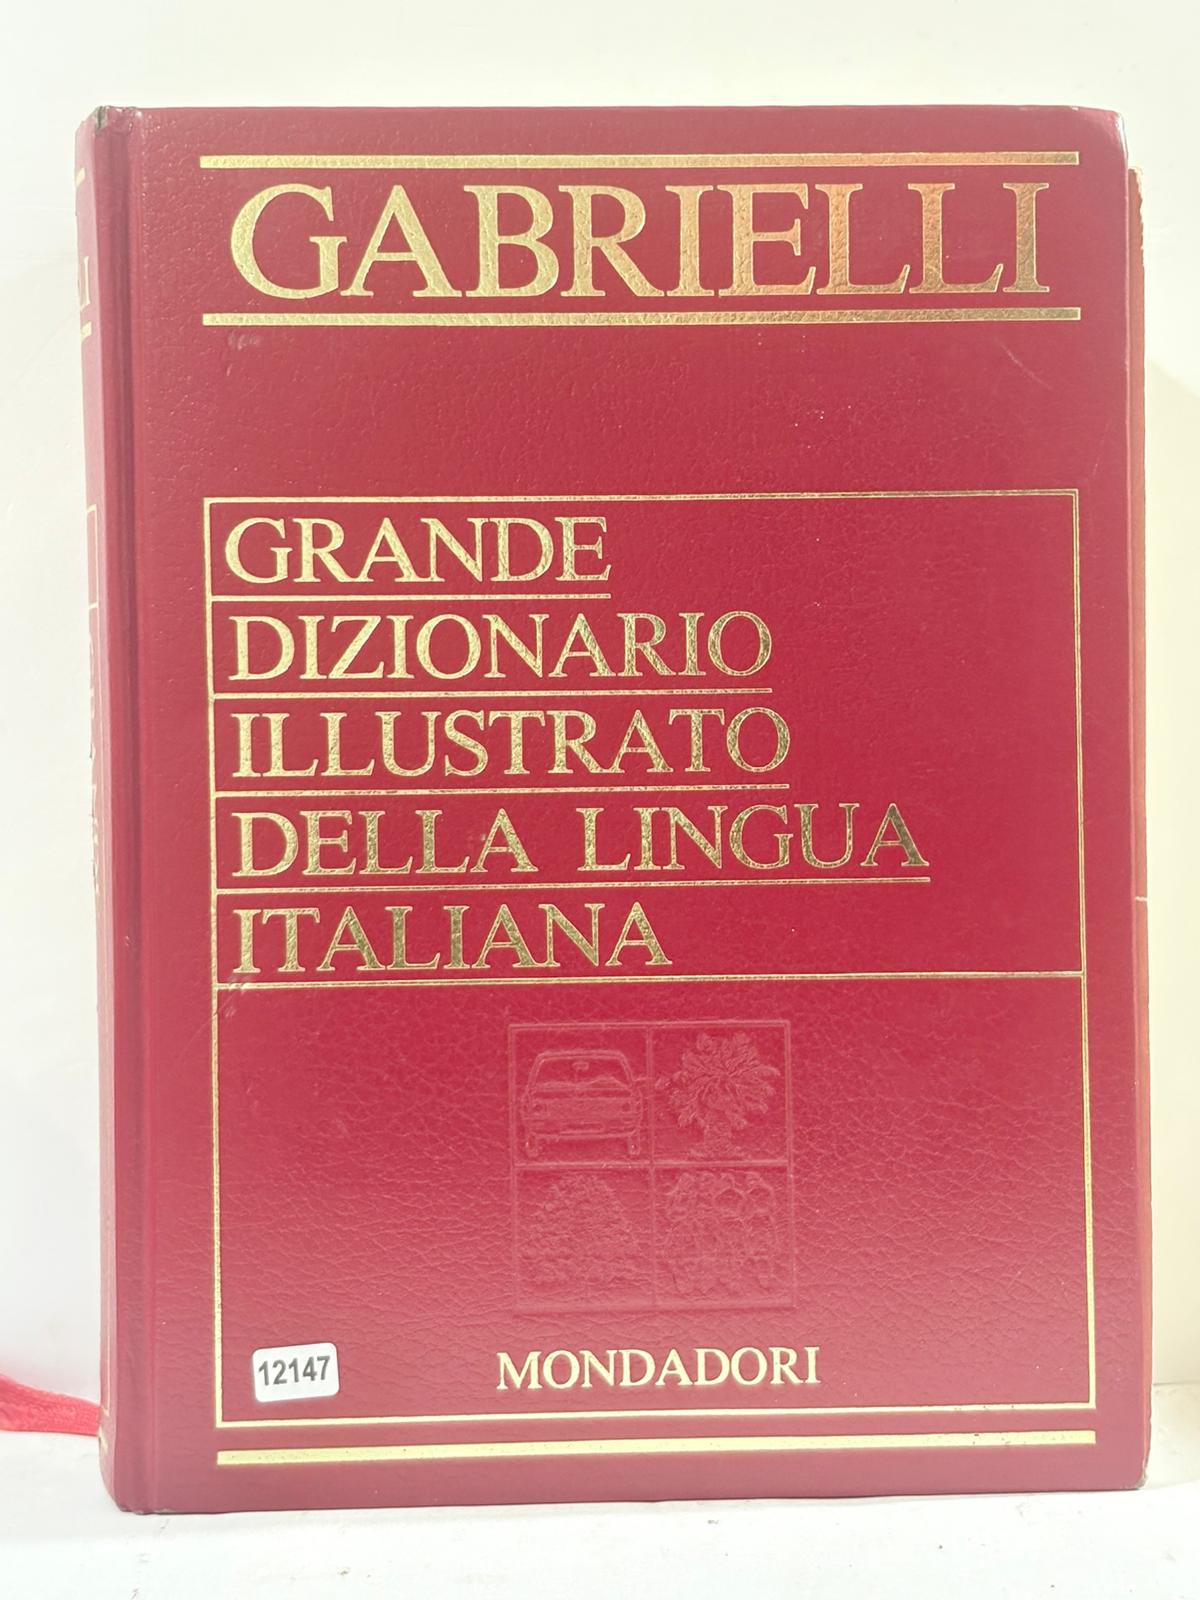 GABRIELLI
GRANDE
DIZIONARIO
ILLUSTRATO
DELLA LINGUA
ITALIANA
12147
MONDADORI